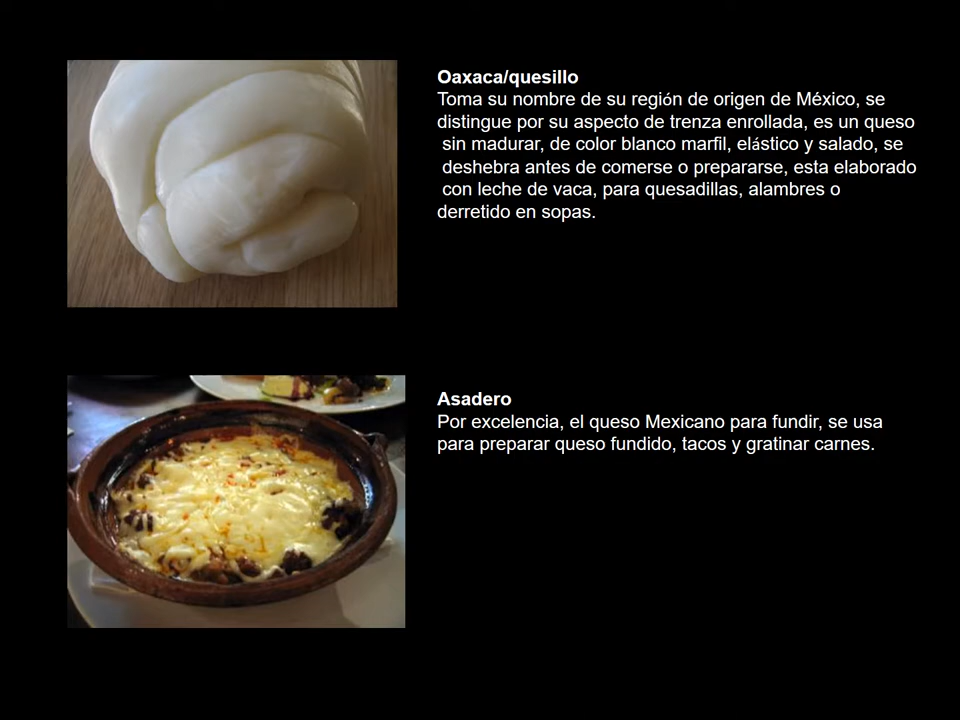 Oaxaca/quesillo
Toma su nombre de su región de origen de México, se
distingue por su aspecto de trenza enrollada, es un queso
sin madurar, de color blanco marfil, elástico y salado, se
deshebra antes de comerse o prepararse, esta elaborado
con leche de vaca, para quesadillas, alambres o
derretido en sopas.
Asadero
Por excelencia, el queso Mexicano para fundir, se usa
para preparar queso fundido, tacos y gratinar carnes.